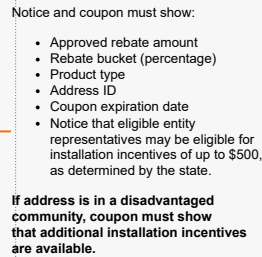 Notice and coupon must show:
• Approved rebate amount
• Rebate bucket (percentage)
• Product type
• Address ID
• Coupon expiration date
• Notice that eligible entity
representatives may be eligible for
installation incentives of up to $500,
as determined by the state.
If address is in a disadvantaged
community, coupon must show
that additional installation incentives
are available.